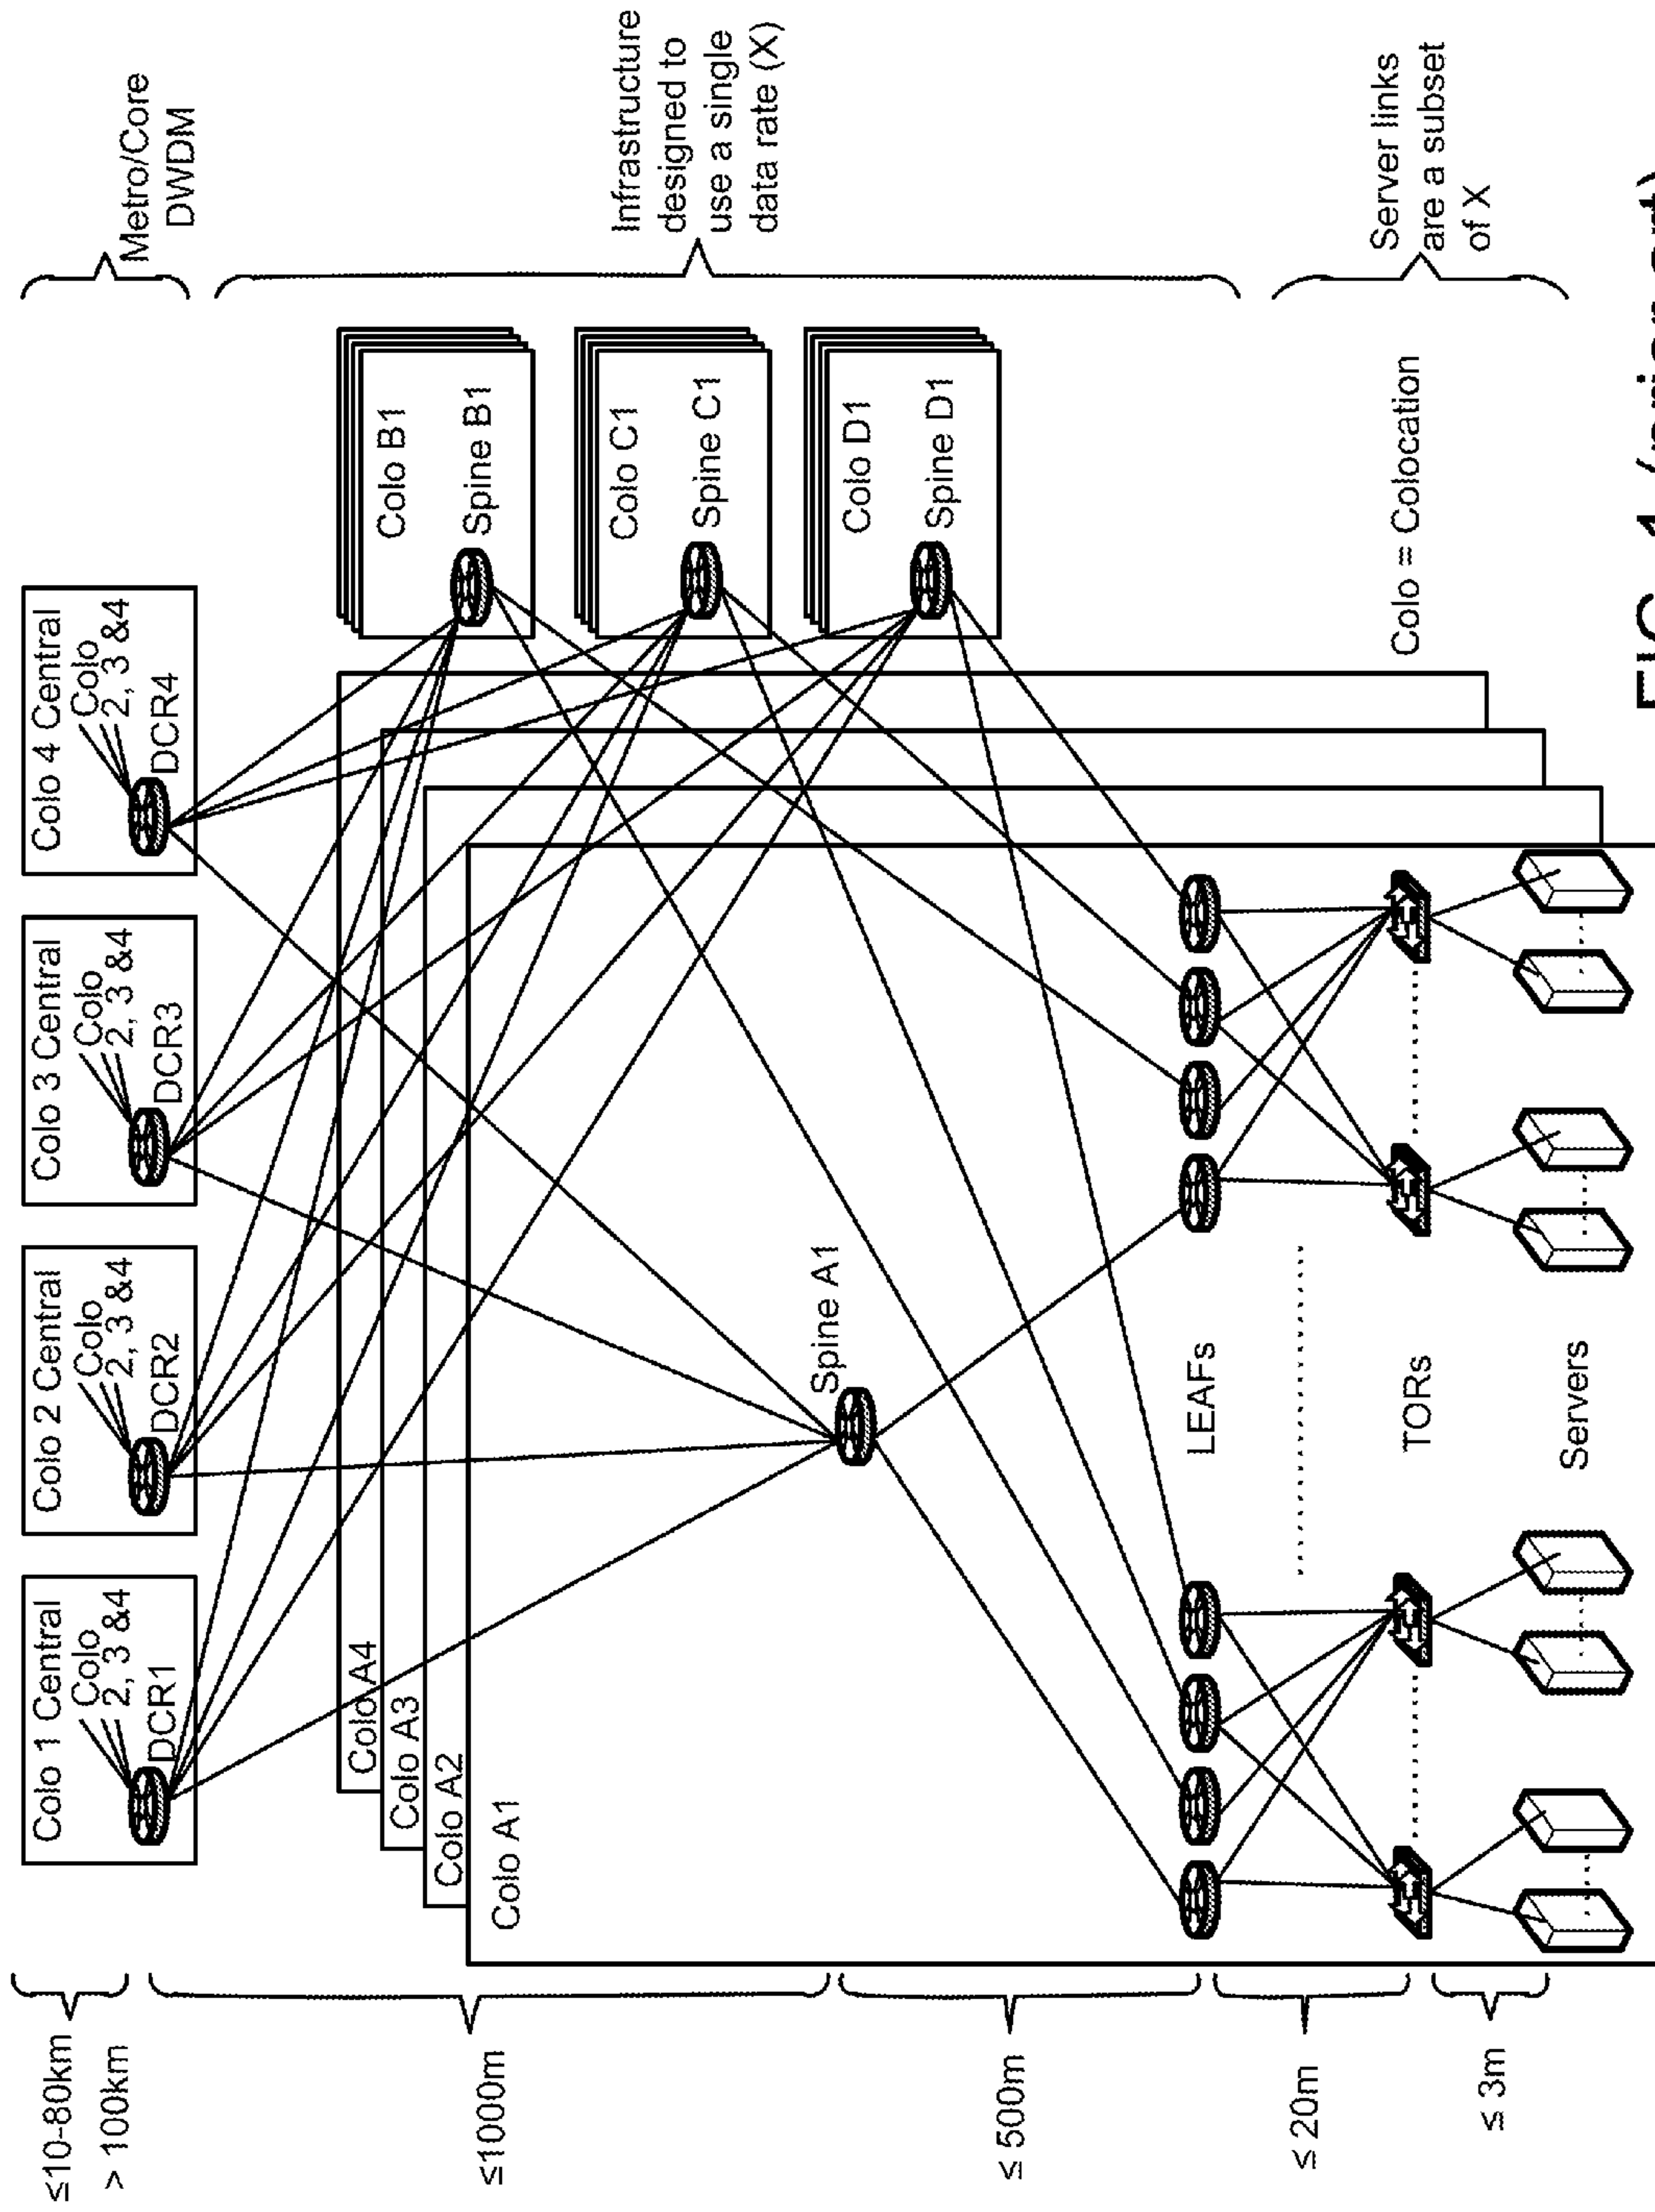 ≤10-80km
> 100km
≤1000m
≤ 500m
≤ 20m
≤ 3m
Colo 1 Central
Colo
2, 3 &4
DCR1
Colo 2 Central
Colo
2, 3 &4
DCR2
Colo 3 Central
Colo
2, 3 &4
DCR3
Colo 4 Central
Colo
2, 3 &4
DCR4
Metro/Core
DWDM
Colo A4
Colo A3
Colo A2
Colo A1
Spine A1
Colo B1
Spine B1
Colo C1
Spine C1
Colo D1
Spine D1
Infrastructure
designed to
use a single
data rate (X)
LEAFs
TORs
Servers
Server links
are a subset
of X
Colo = Colocation
FIG. 1 (prior art)